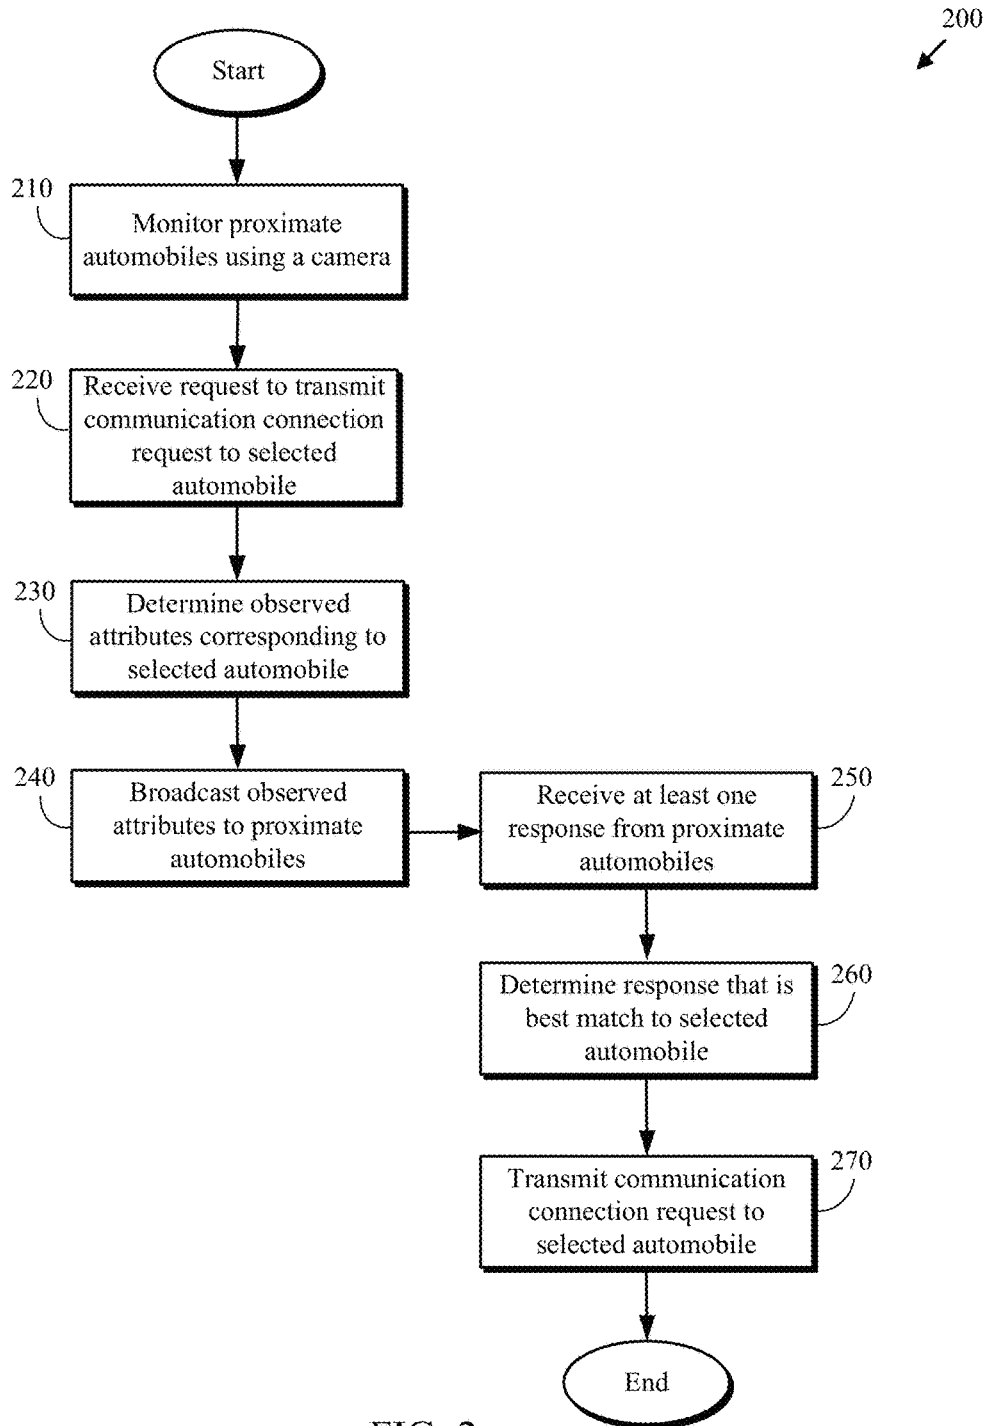 200
Start
210
Monitor proximate
automobiles using a camera
220
Receive request to transmit
communication connection
request to selected
automobile
230
Determine observed
attributes corresponding to
selected automobile
240
Broadcast observed
attributes to proximate
automobiles
250
Receive at least one
response from proximate
automobiles
260
Determine response that is
best match to selected
automobile
270
Transmit communication
connection request to
selected automobile
End
FIG. 2